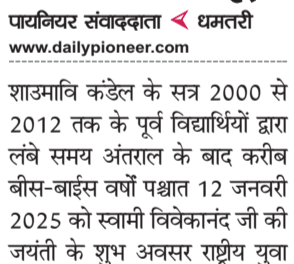 पायनियर संवाददाता धमतरी
www.dailypioneer.com
शाउमावि कंडेल के सत्र 2000 से
2012 तक के पूर्व विद्यार्थियों द्वारा
लंबे समय अंतराल के बाद करीब
बीस-बाईस वर्षों पश्चात 12 जनवरी
2025 को स्वामी विवेकानंद जी की
जयंती के शुभ अवसर राष्ट्रीय युवा